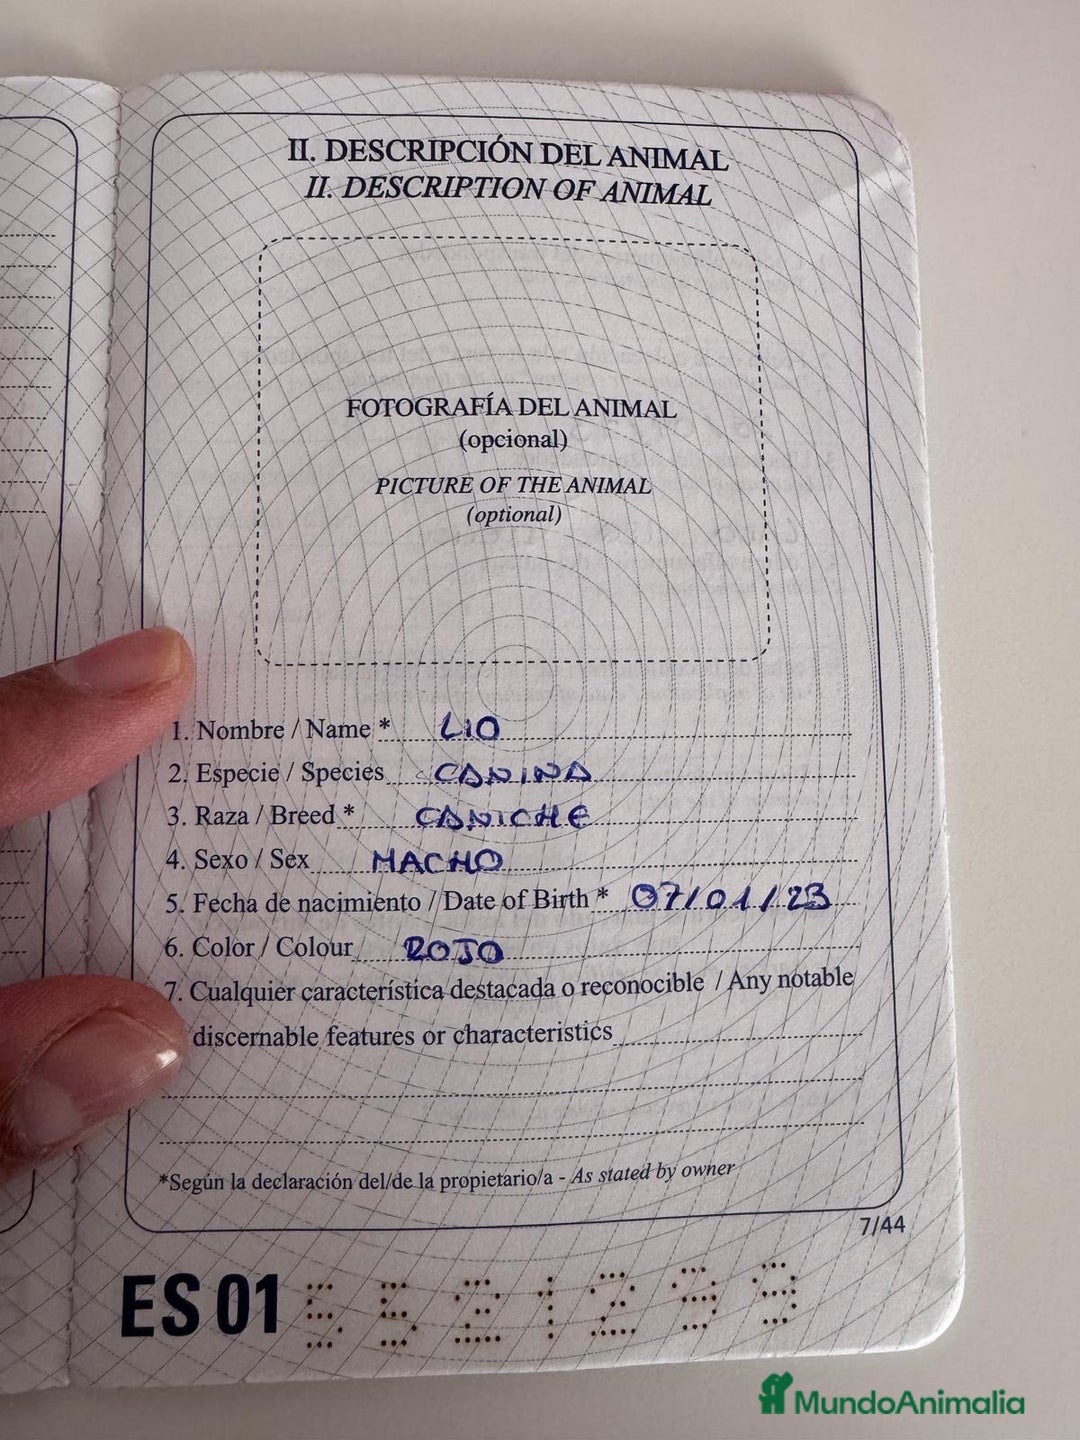 II. DESCRIPCIÓN DEL ANIMAL
II. DESCRIPTION OF ANIMAL
FOTOGRAFÍA DEL ANIMAL
(opcional)
PICTURE OF THE ANIMAL
(optional)
1. Nombre / Name * LIO
2. Especie / Species CANINA
3. Raza / Breed * CANICHE
4. Sexo / Sex MACHO
5. Fecha de nacimiento / Date of Birth * 07/01/23
6. Color / Colour ROJO
7. Cualquier característica destacada o reconocible / Any notable
discernable features or characteristics
*Según la declaración del/de la propietario/a - As stated by owner
7/44
ES 01
MundoAnimalia